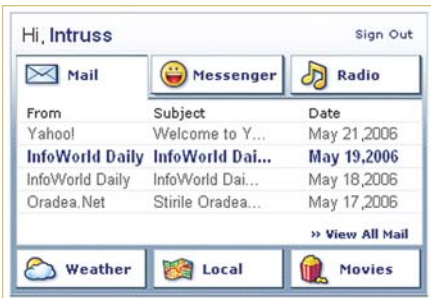 Hi, Intruss Sign Out
Mail Messenger Radio
From Subject Date
Yahoo! Welcome to Y... May 21,2006
InfoWorld Daily InfoWorld Dai... May 19,2006
InfoWorld Daily InfoWorld Dai... May 18,2006
Oradea.Net Stirile Oradea... May 17,2006
» View All Mail
Weather Local Movies